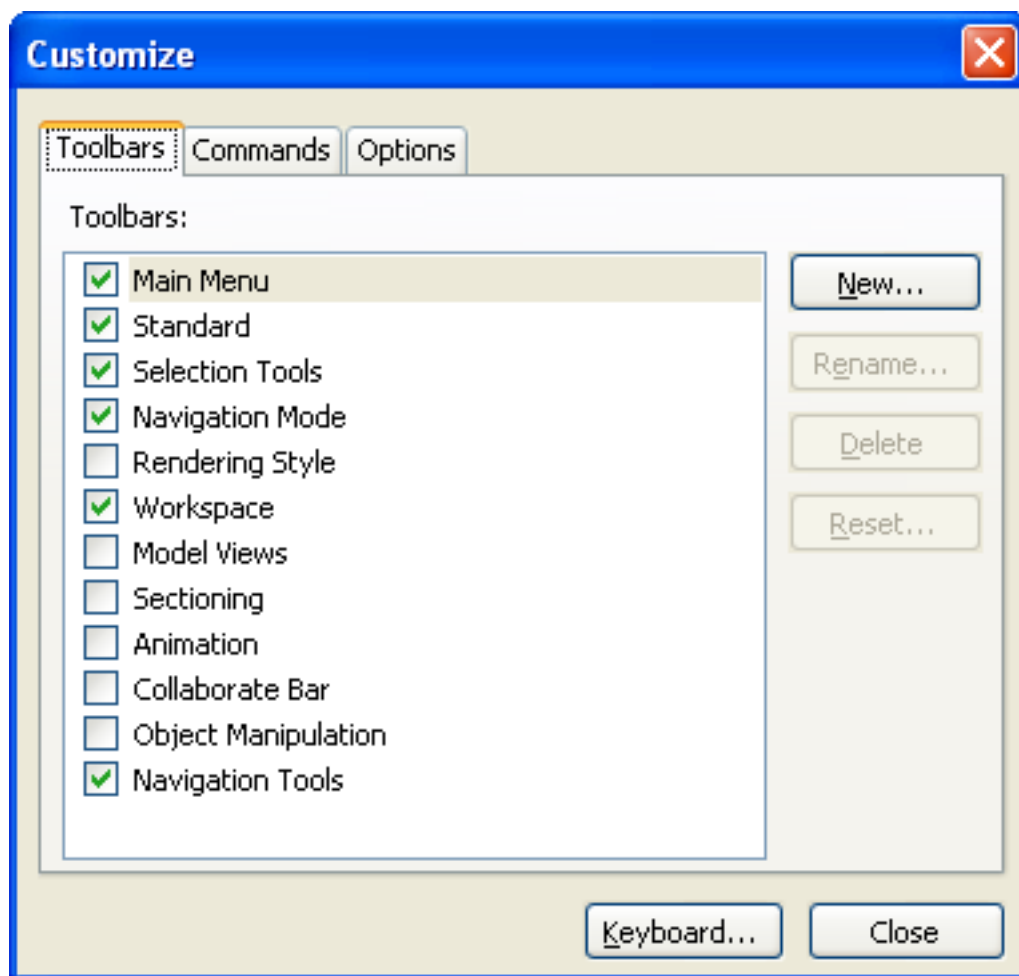 Customize
Toolbars Commands Options
Toolbars:
Main Menu
New...
Standard
Selection Tools
Rename...
Navigation Mode
Delete
Rendering Style
Workspace
Reset...
Model Views
Sectioning
Animation
Collaborate Bar
Object Manipulation
Navigation Tools
Keyboard... Close